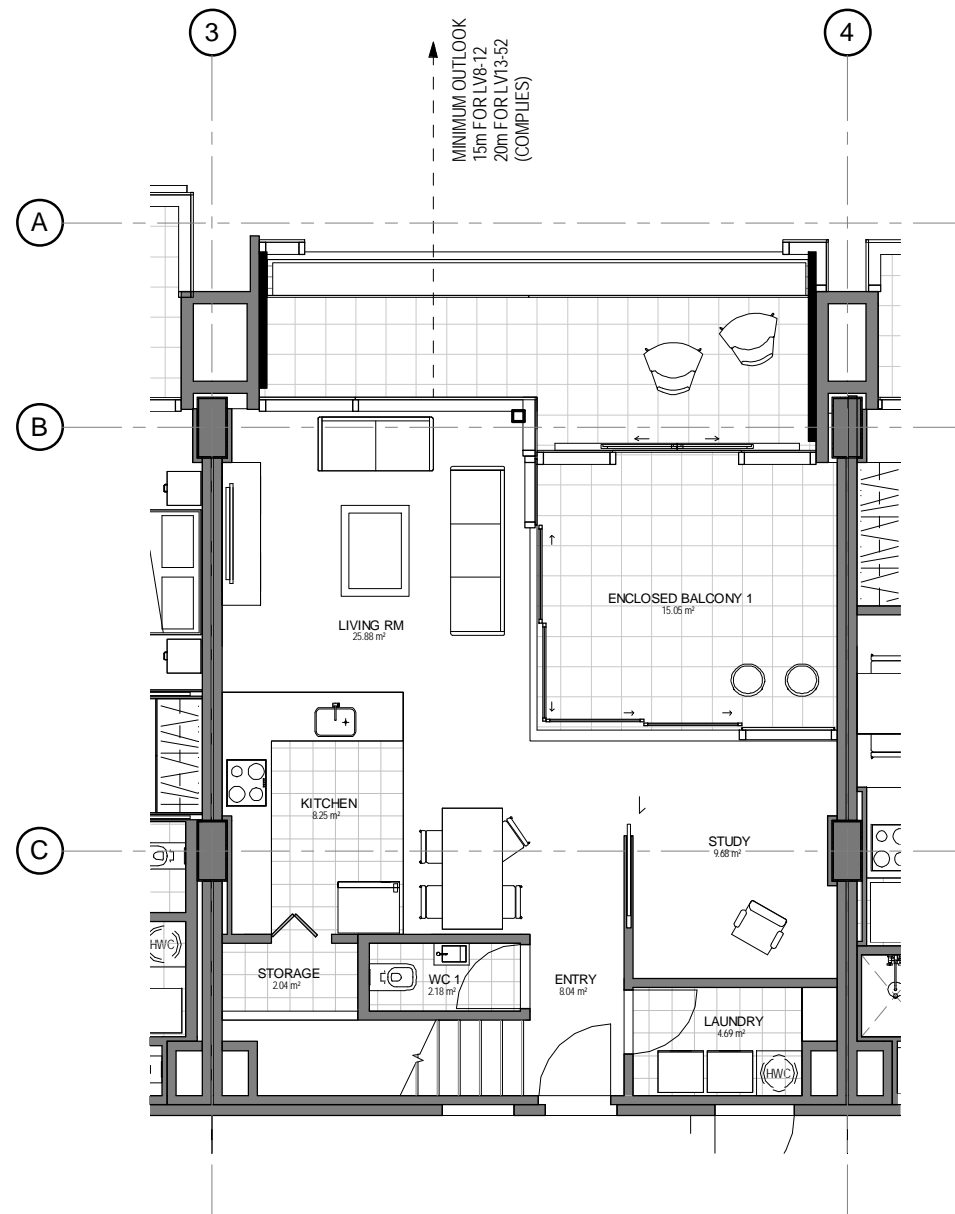 3
4
MINIMUM OUTLOOK
15m FOR LV8-12
20m FOR LV13-52
(COMPLIES)
A
B
ENCLOSED BALCONY 1
15.05 m²
LIVING RM
25.88 m²
KITCHEN
8.25 m²
C
STUDY
9.68 m²
HWC
STORAGE
2.04 m²
WC 1
2.18 m²
ENTRY
8.04 m²
LAUNDRY
4.69 m²
HWC